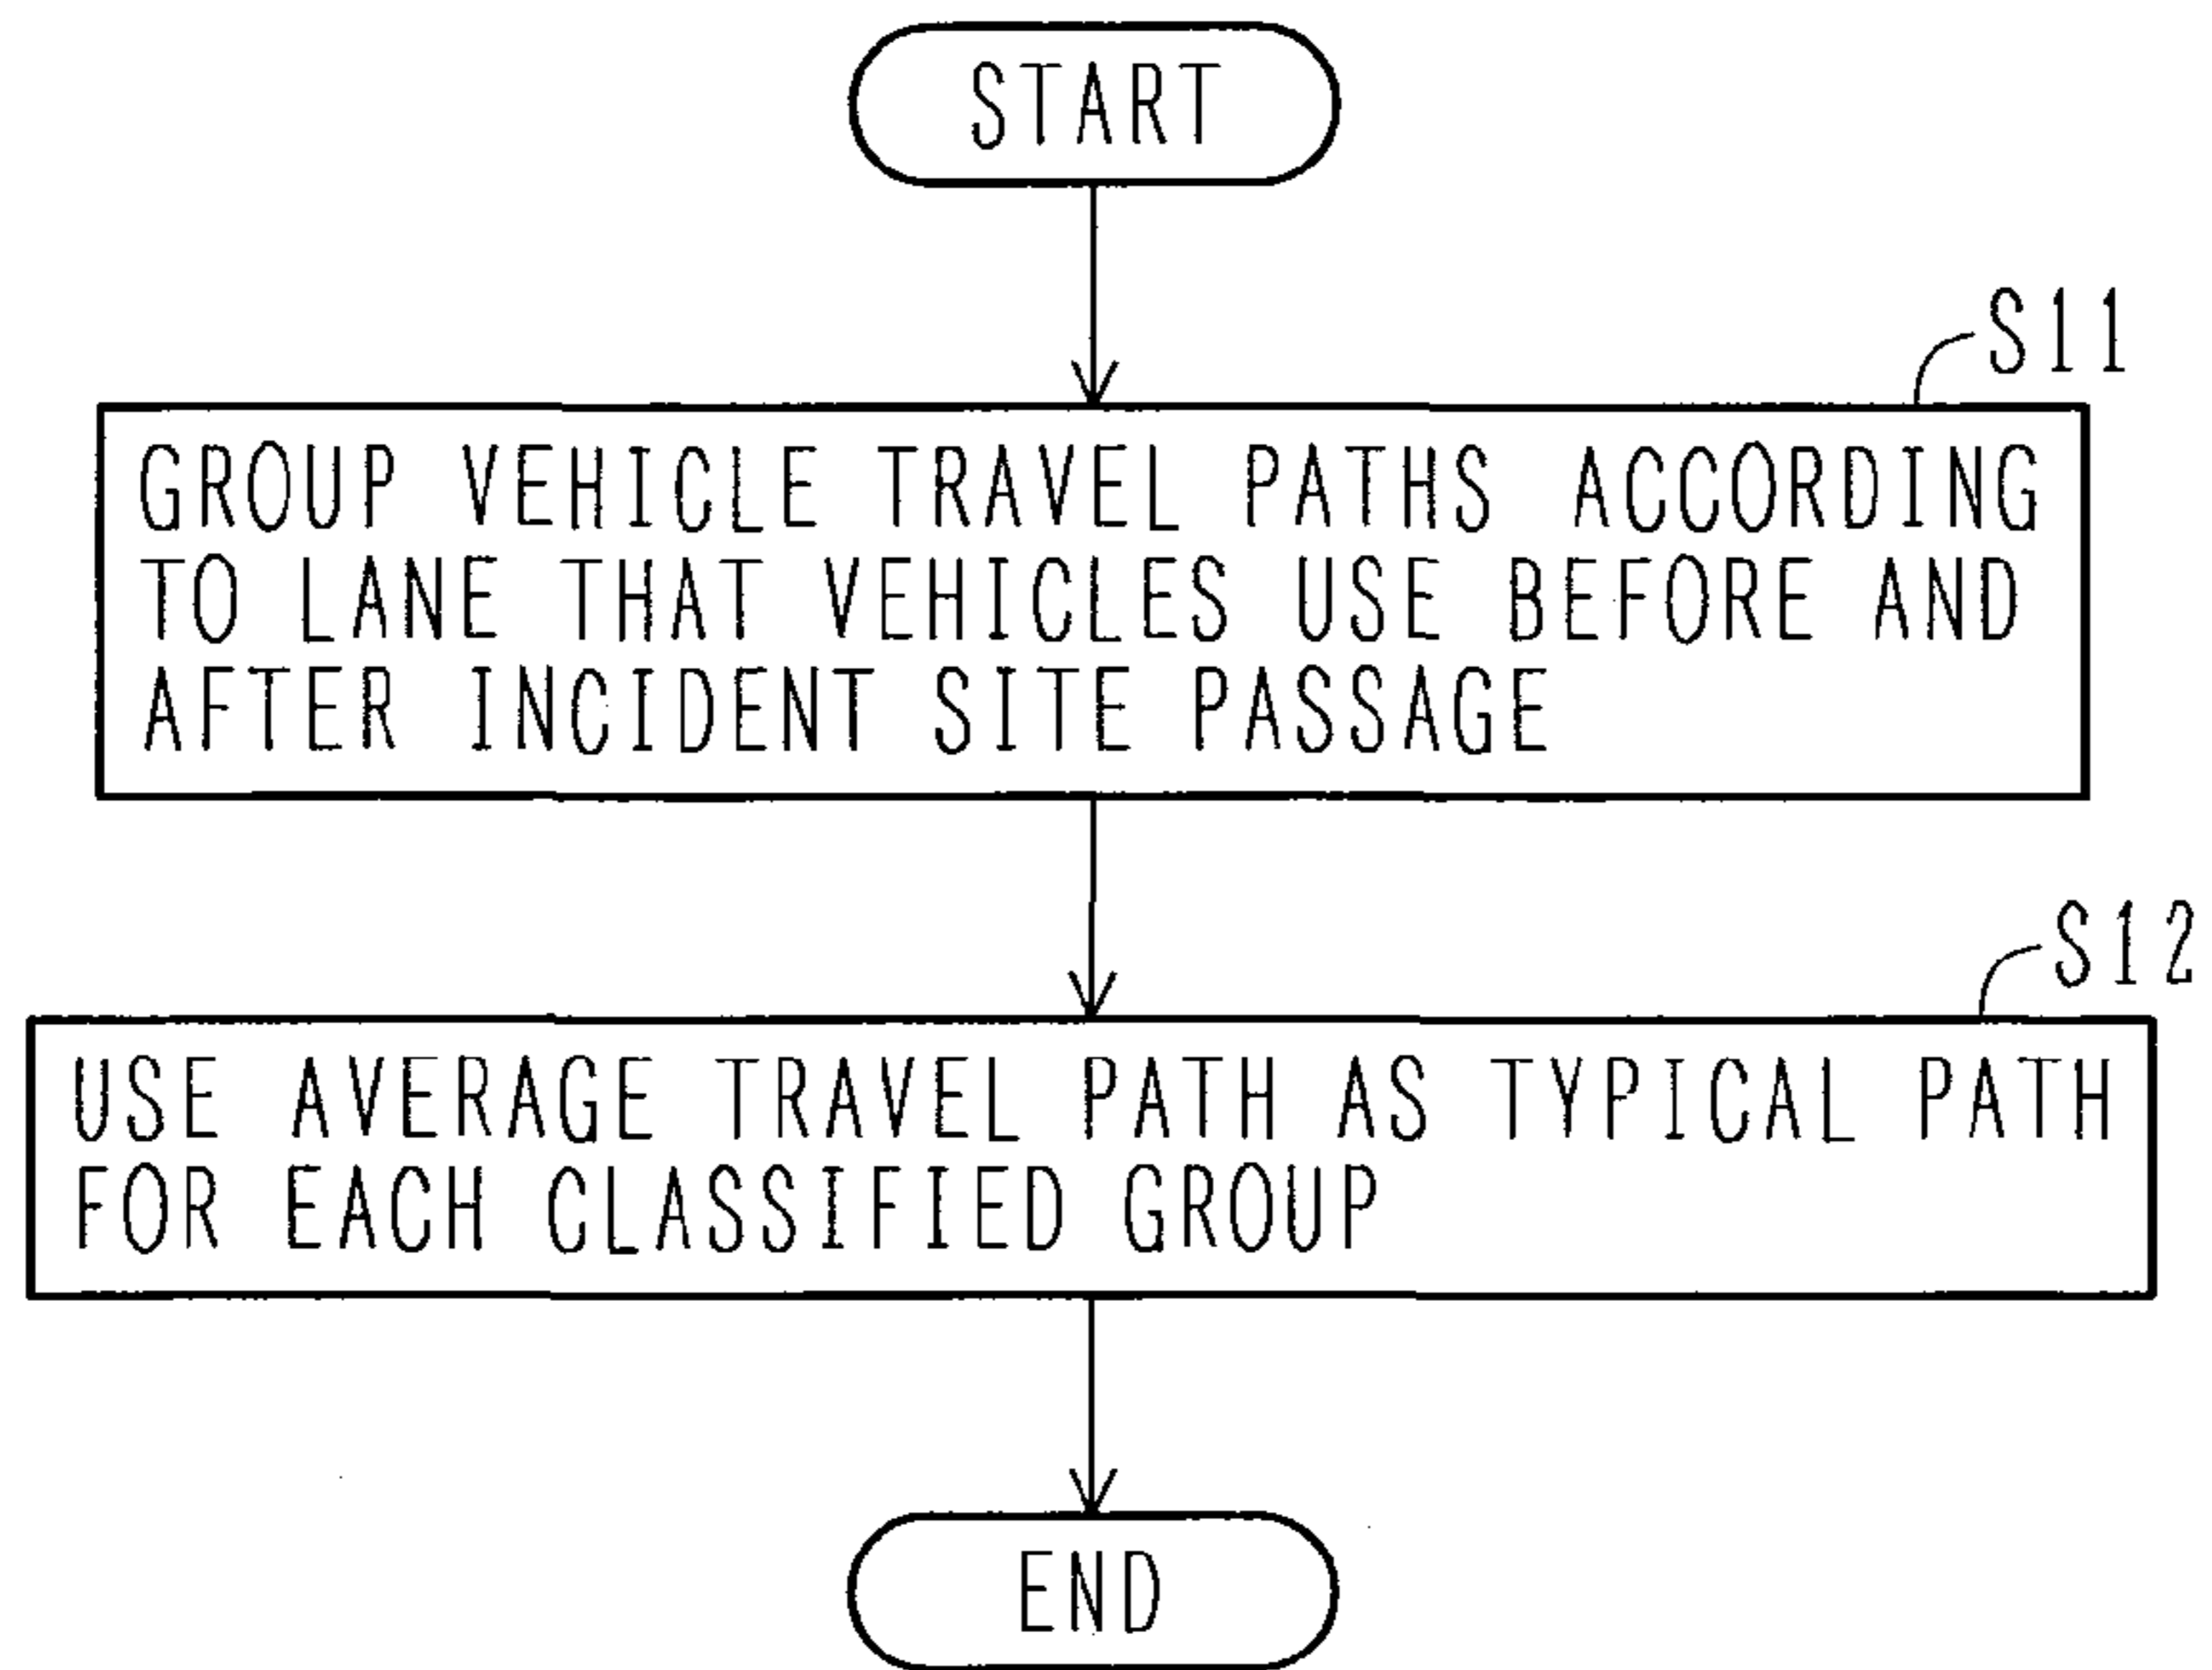 START
S11
GROUP VEHICLE TRAVEL PATHS ACCORDING
TO LANE THAT VEHICLES USE BEFORE AND
AFTER INCIDENT SITE PASSAGE
S12
USE AVERAGE TRAVEL PATH AS TYPICAL PATH
FOR EACH CLASSIFIED GROUP
END